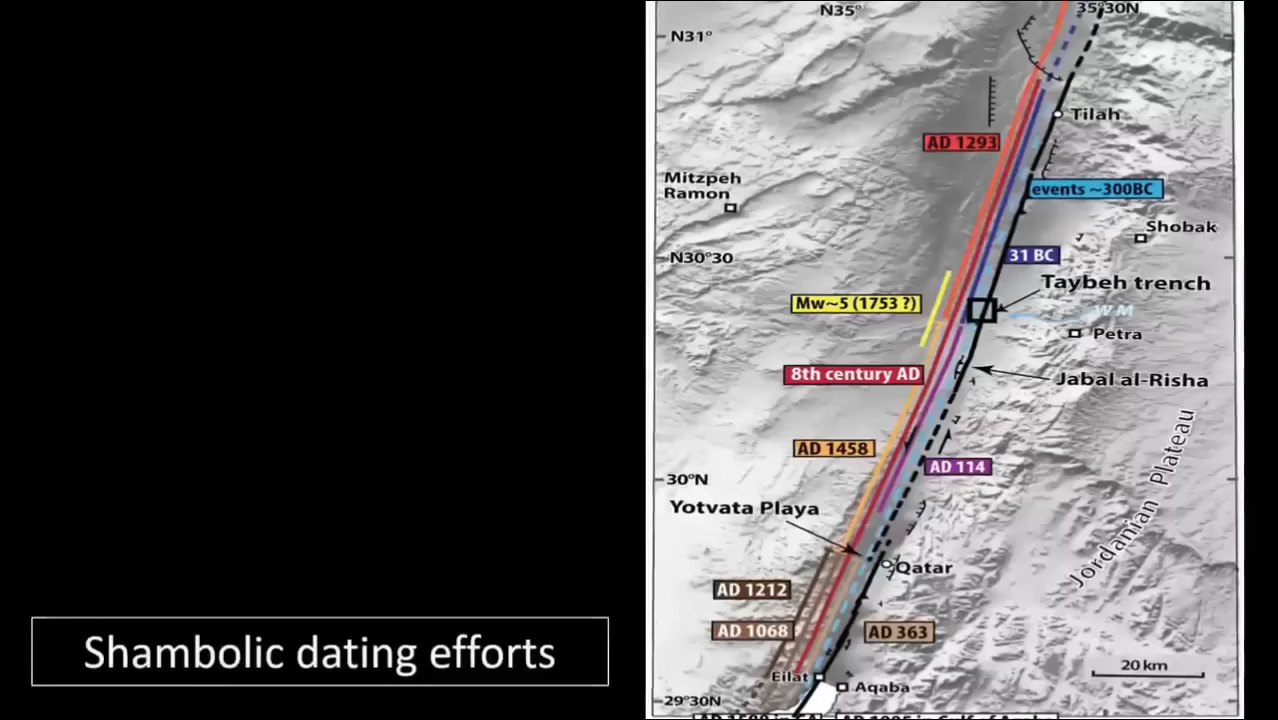 N35°
35°30N
N31°
Tilah
AD 1293
Mitzpeh
Ramon
events ~300BC
Shobak
N30°30
31 BC
Taybeh trench
Mw~5 (1753 ?)
W M
Petra
8th century AD
Jabal al-Risha
AD 1458
AD 114
30°N
Jordanian Plateau
Yotvata Playa
Qatar
AD 1212
AD 1068
AD 363
Shambolic dating efforts
20 km
Eilat
Aqaba
29°30N